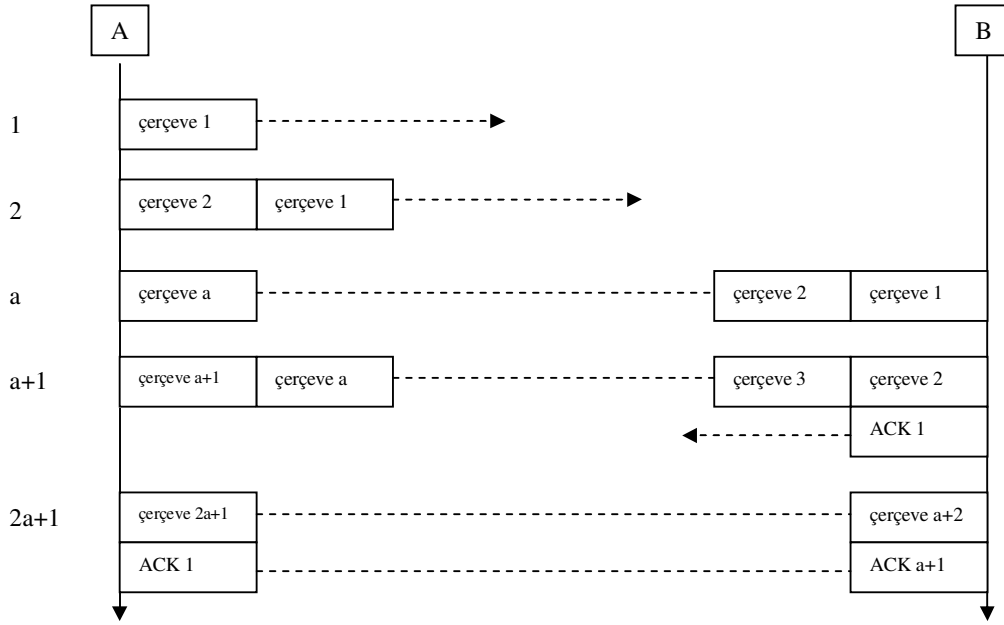 A B
1 çerçeve 1
2 çerçeve 2 çerçeve 1
a çerçeve a çerçeve 2 çerçeve 1
a+1 çerçeve a+1 çerçeve a çerçeve 3 çerçeve 2
ACK 1
2a+1 çerçeve 2a+1 çerçeve a+2
ACK 1 ACK a+1